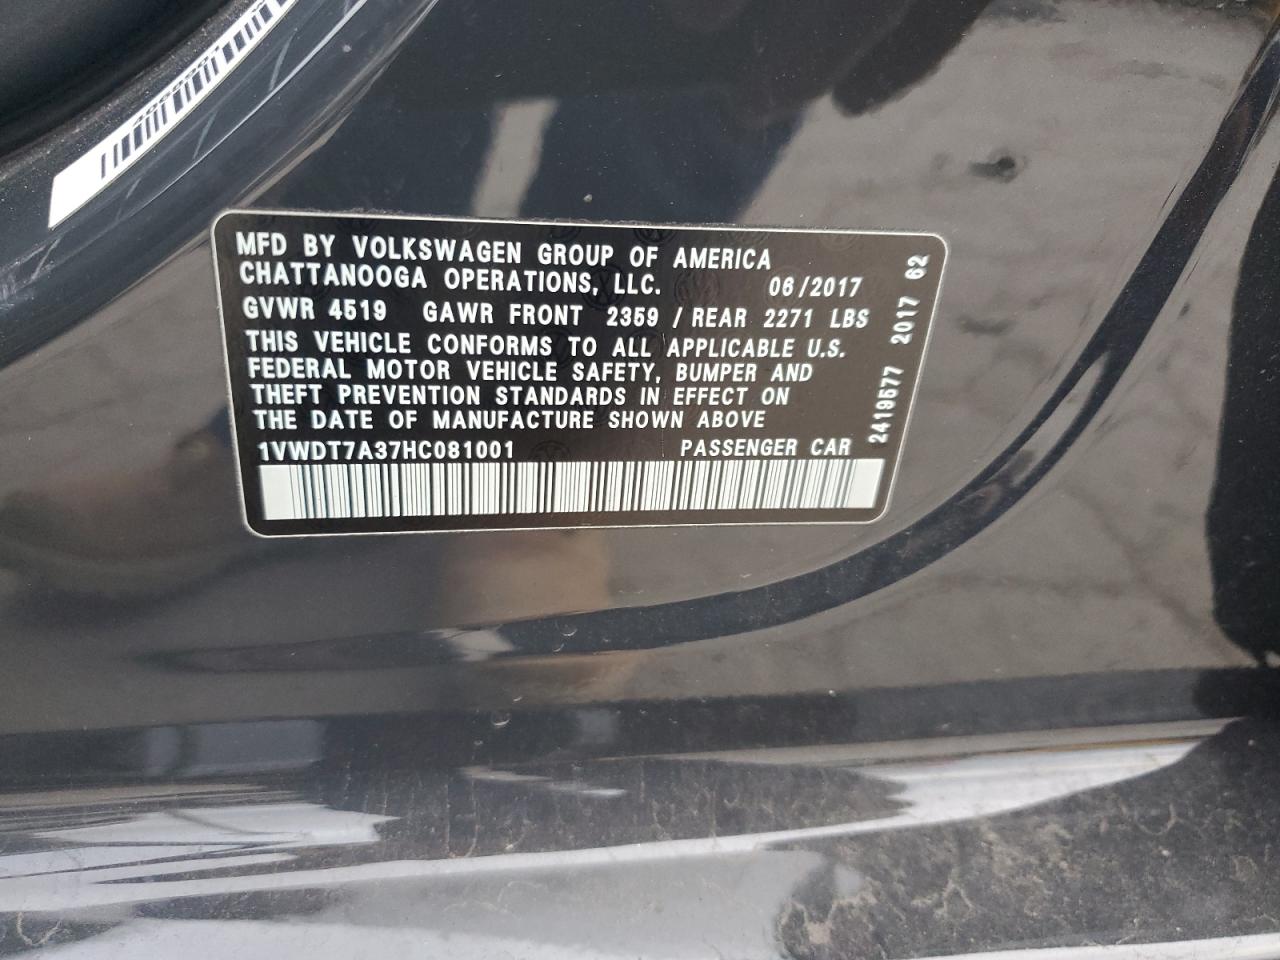 MFD BY VOLKSWAGEN GROUP OF AMERICA
CHATTANOOGA OPERATIONS, LLC. 06/2017
GVWR 4519 GAWR FRONT 2359 / REAR 2271 LBS
THIS VEHICLE CONFORMS TO ALL APPLICABLE U.S.
FEDERAL MOTOR VEHICLE SAFETY, BUMPER AND
THEFT PREVENTION STANDARDS IN EFFECT ON
THE DATE OF MANUFACTURE SHOWN ABOVE
1VWDT7A37HC081001 PASSENGER CAR
2419577 2017 62